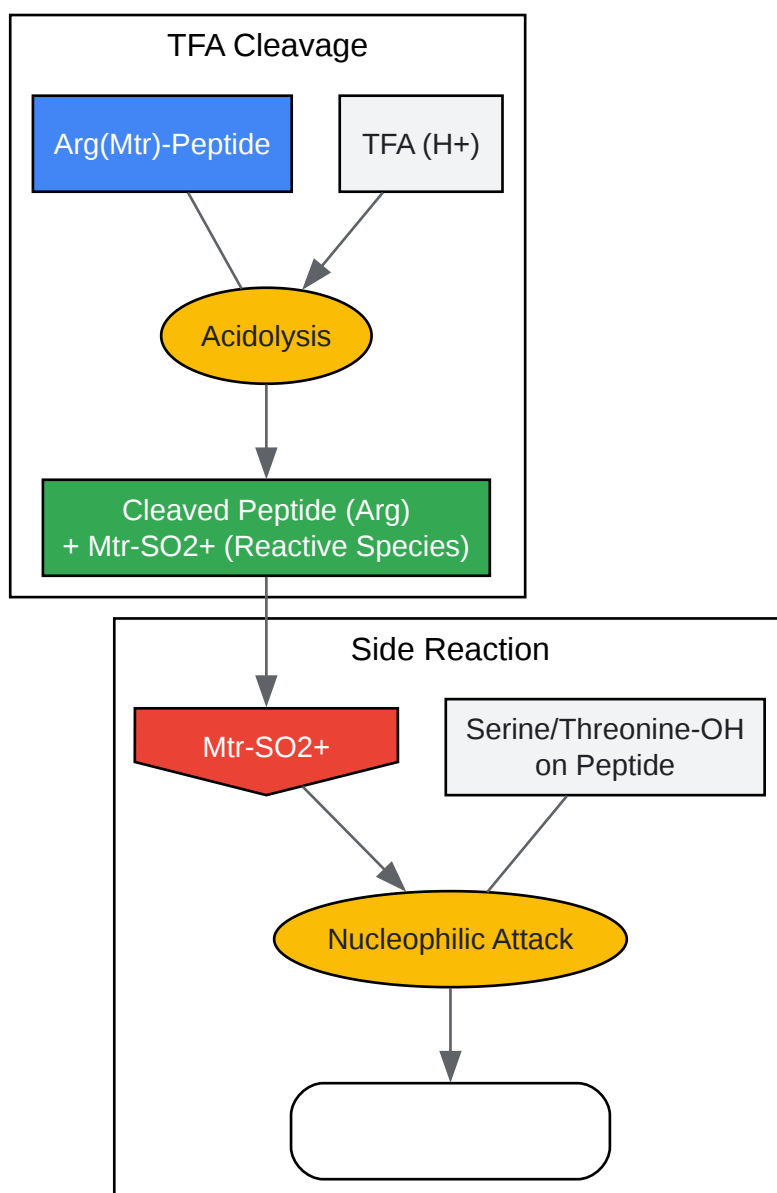 TFA Cleavage
Arg(Mtr)-Peptide
TFA (H+)
Acidolysis
Cleaved Peptide (Arg)
+ Mtr-SO2+ (Reactive Species)
Side Reaction
Mtr-SO2+
Serine/Threonine-OH
on Peptide
Nucleophilic Attack